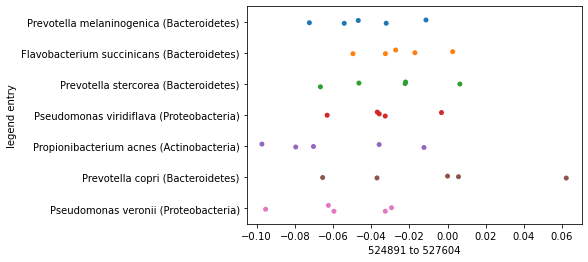 Prevotella melaninogenica (Bacteroidetes)
Flavobacterium succinicans (Bacteroidetes)
Prevotella stercorea (Bacteroidetes)
Pseudomonas viridiflava (Proteobacteria)
Propionibacterium acnes (Actinobacteria)
Prevotella copri (Bacteroidetes)
Pseudomonas veronii (Proteobacteria)
legend entry
−0.10 −0.08 −0.06 −0.04 −0.02 0.00 0.02 0.04 0.06
524891 to 527604